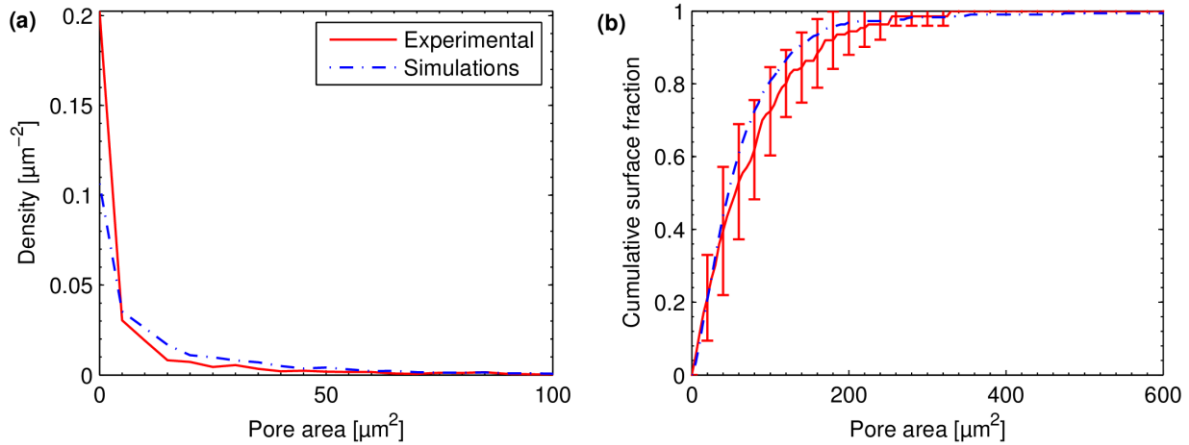 (a)
0.2
0.15
0.1
0.05
0
Density [µm⁻²]
0 50 100
Pore area [µm²]
Experimental
Simulations
(b)
1
0.8
0.6
0.4
0.2
0
Cumulative surface fraction
0 200 400 600
Pore area [µm²]